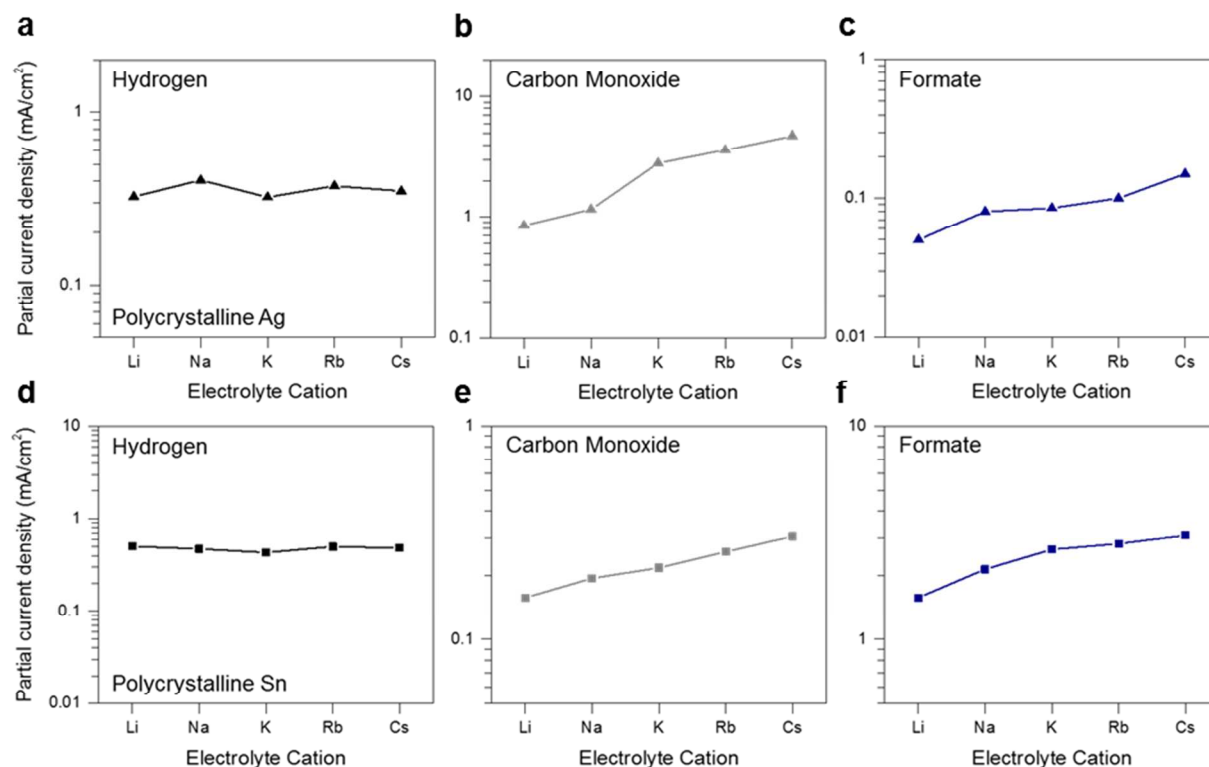 a
Hydrogen
1
0.1
Polycrystalline Ag
Partial current density (mA/cm²)
Li Na K Rb Cs
Electrolyte Cation
b
Carbon Monoxide
10
1
0.1
Li Na K Rb Cs
Electrolyte Cation
c
Formate
1
0.1
0.01
Li Na K Rb Cs
Electrolyte Cation
d
Hydrogen
10
1
0.1
0.01
Polycrystalline Sn
Partial current density (mA/cm²)
Li Na K Rb Cs
Electrolyte Cation
e
Carbon Monoxide
1
0.1
Li Na K Rb Cs
Electrolyte Cation
f
Formate
10
1
Li Na K Rb Cs
Electrolyte Cation